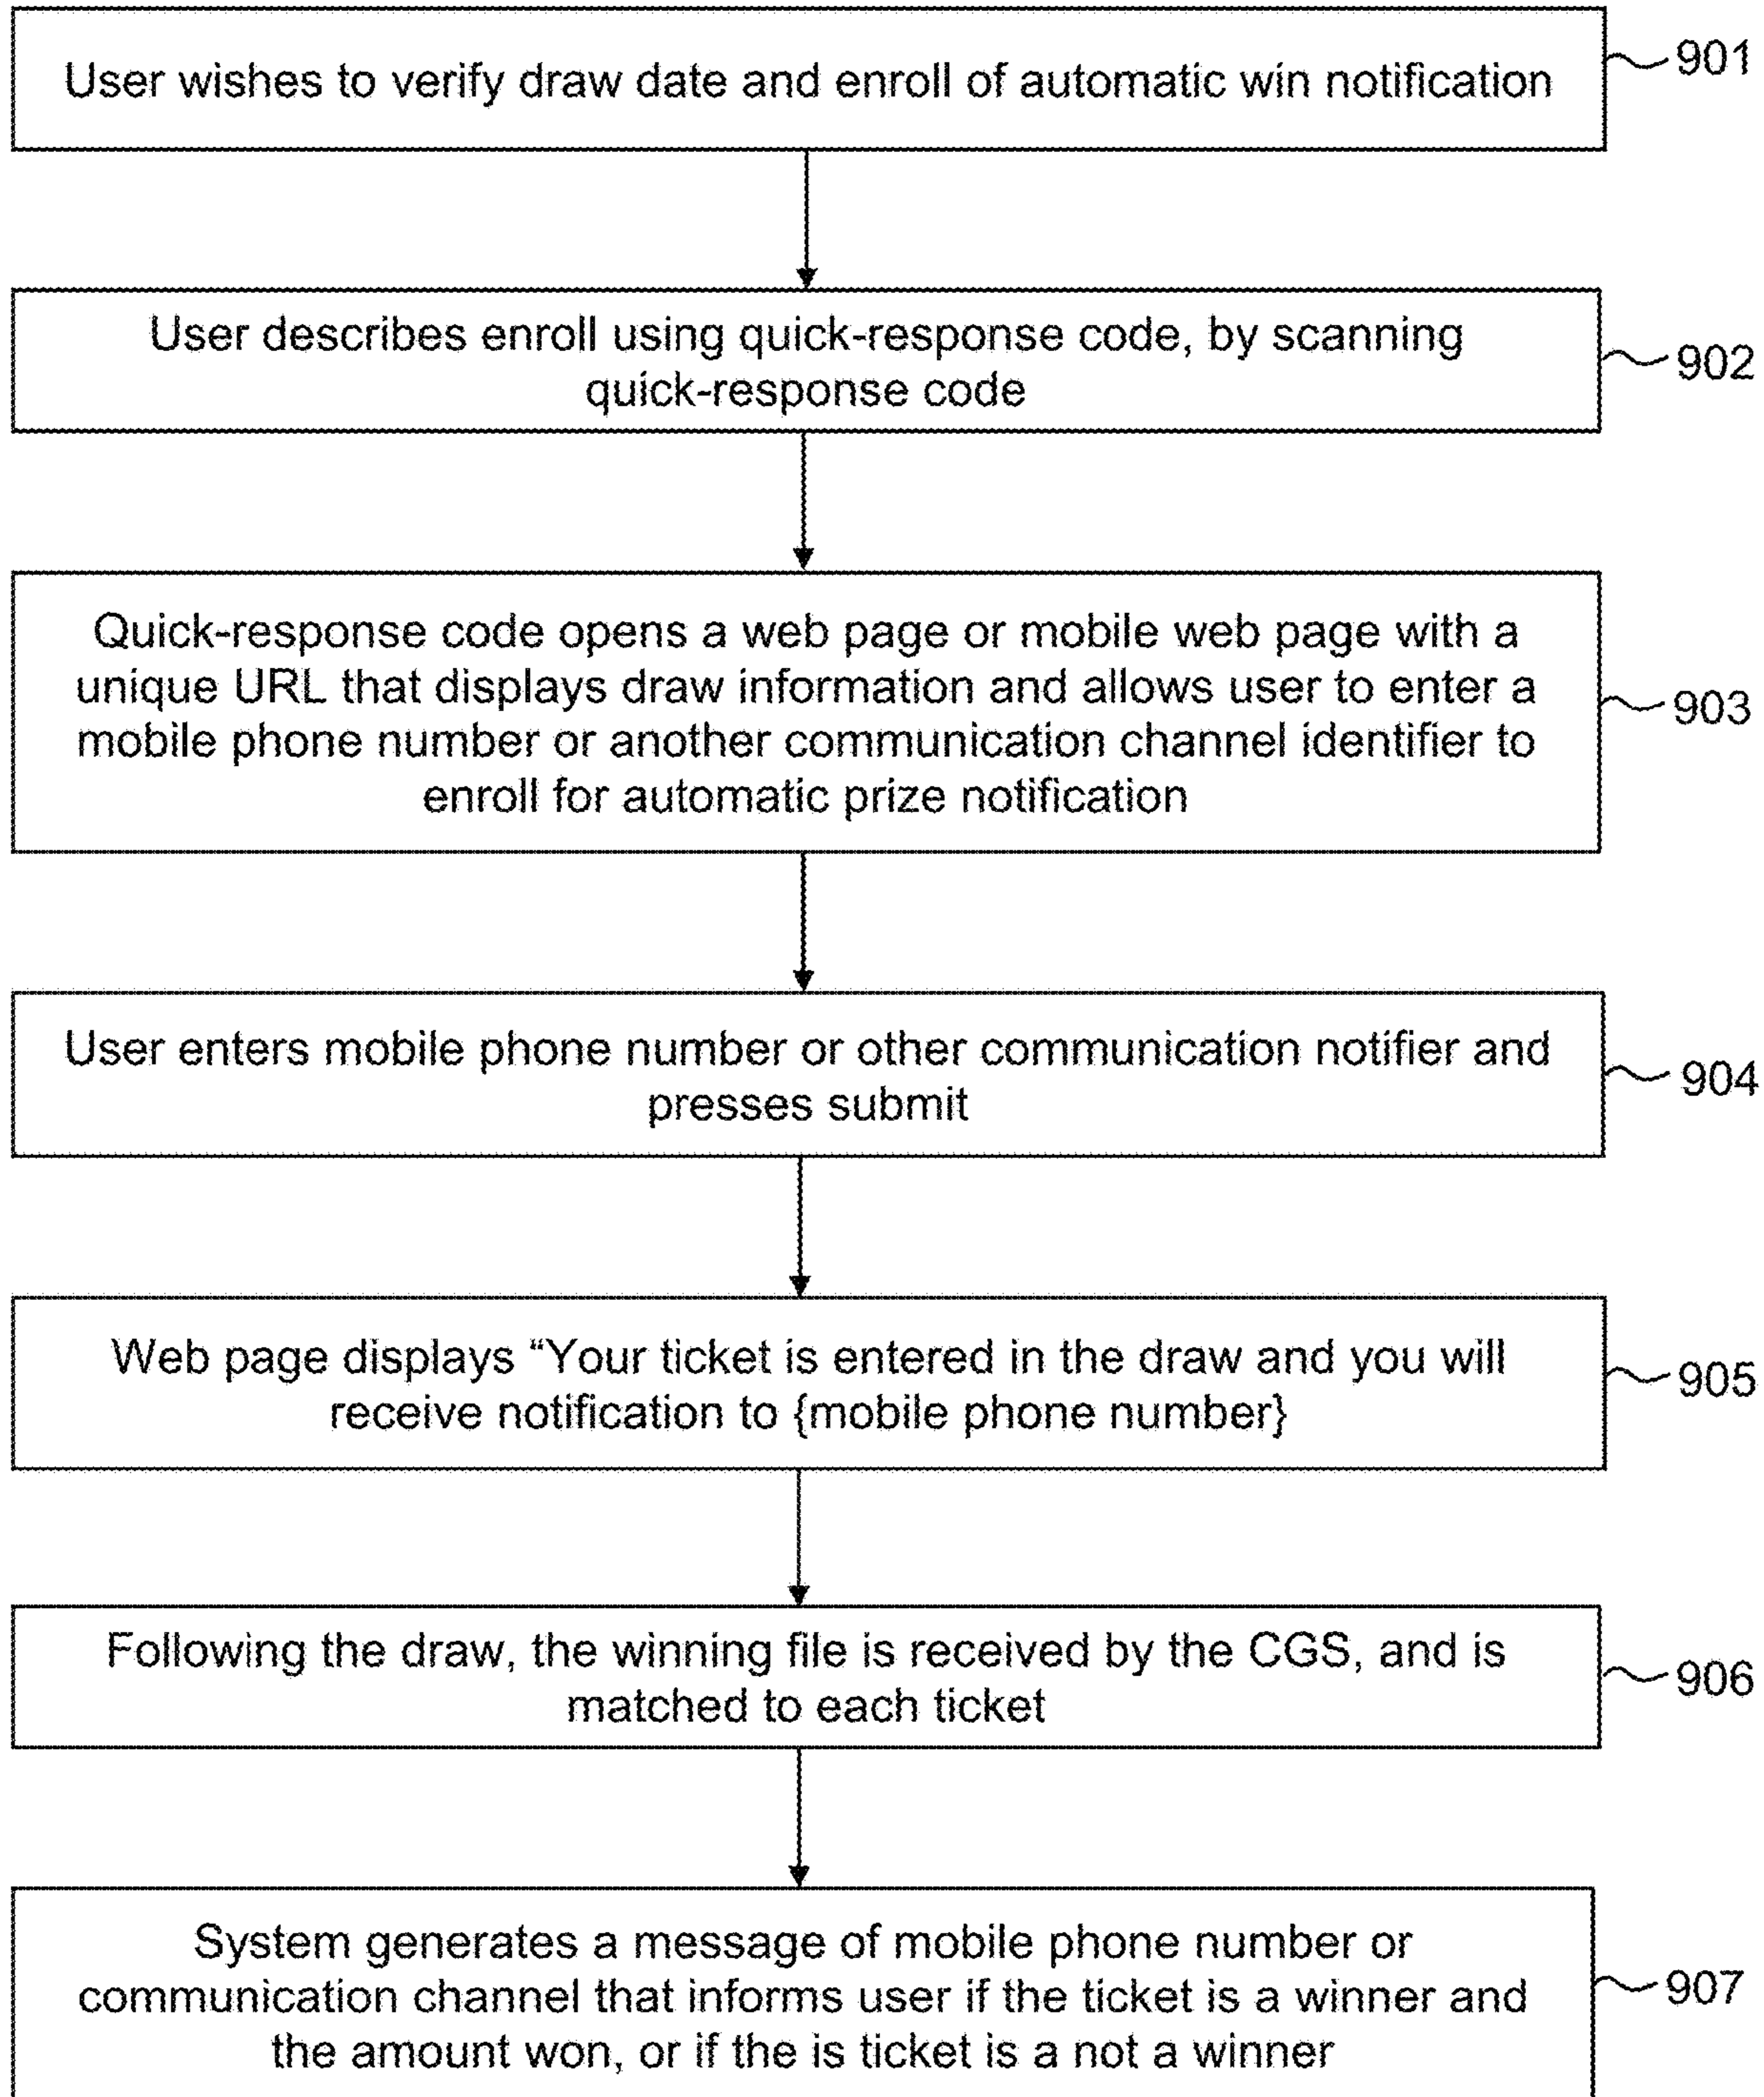 User wishes to verify draw date and enroll of automatic win notification
901
User describes enroll using quick-response code, by scanning
quick-response code
902
Quick-response code opens a web page or mobile web page with a
unique URL that displays draw information and allows user to enter a
mobile phone number or another communication channel identifier to
enroll for automatic prize notification
903
User enters mobile phone number or other communication notifier and
presses submit
904
Web page displays “Your ticket is entered in the draw and you will
receive notification to {mobile phone number}
905
Following the draw, the winning file is received by the CGS, and is
matched to each ticket
906
System generates a message of mobile phone number or
communication channel that informs user if the ticket is a winner and
the amount won, or if the is ticket is a not a winner
907